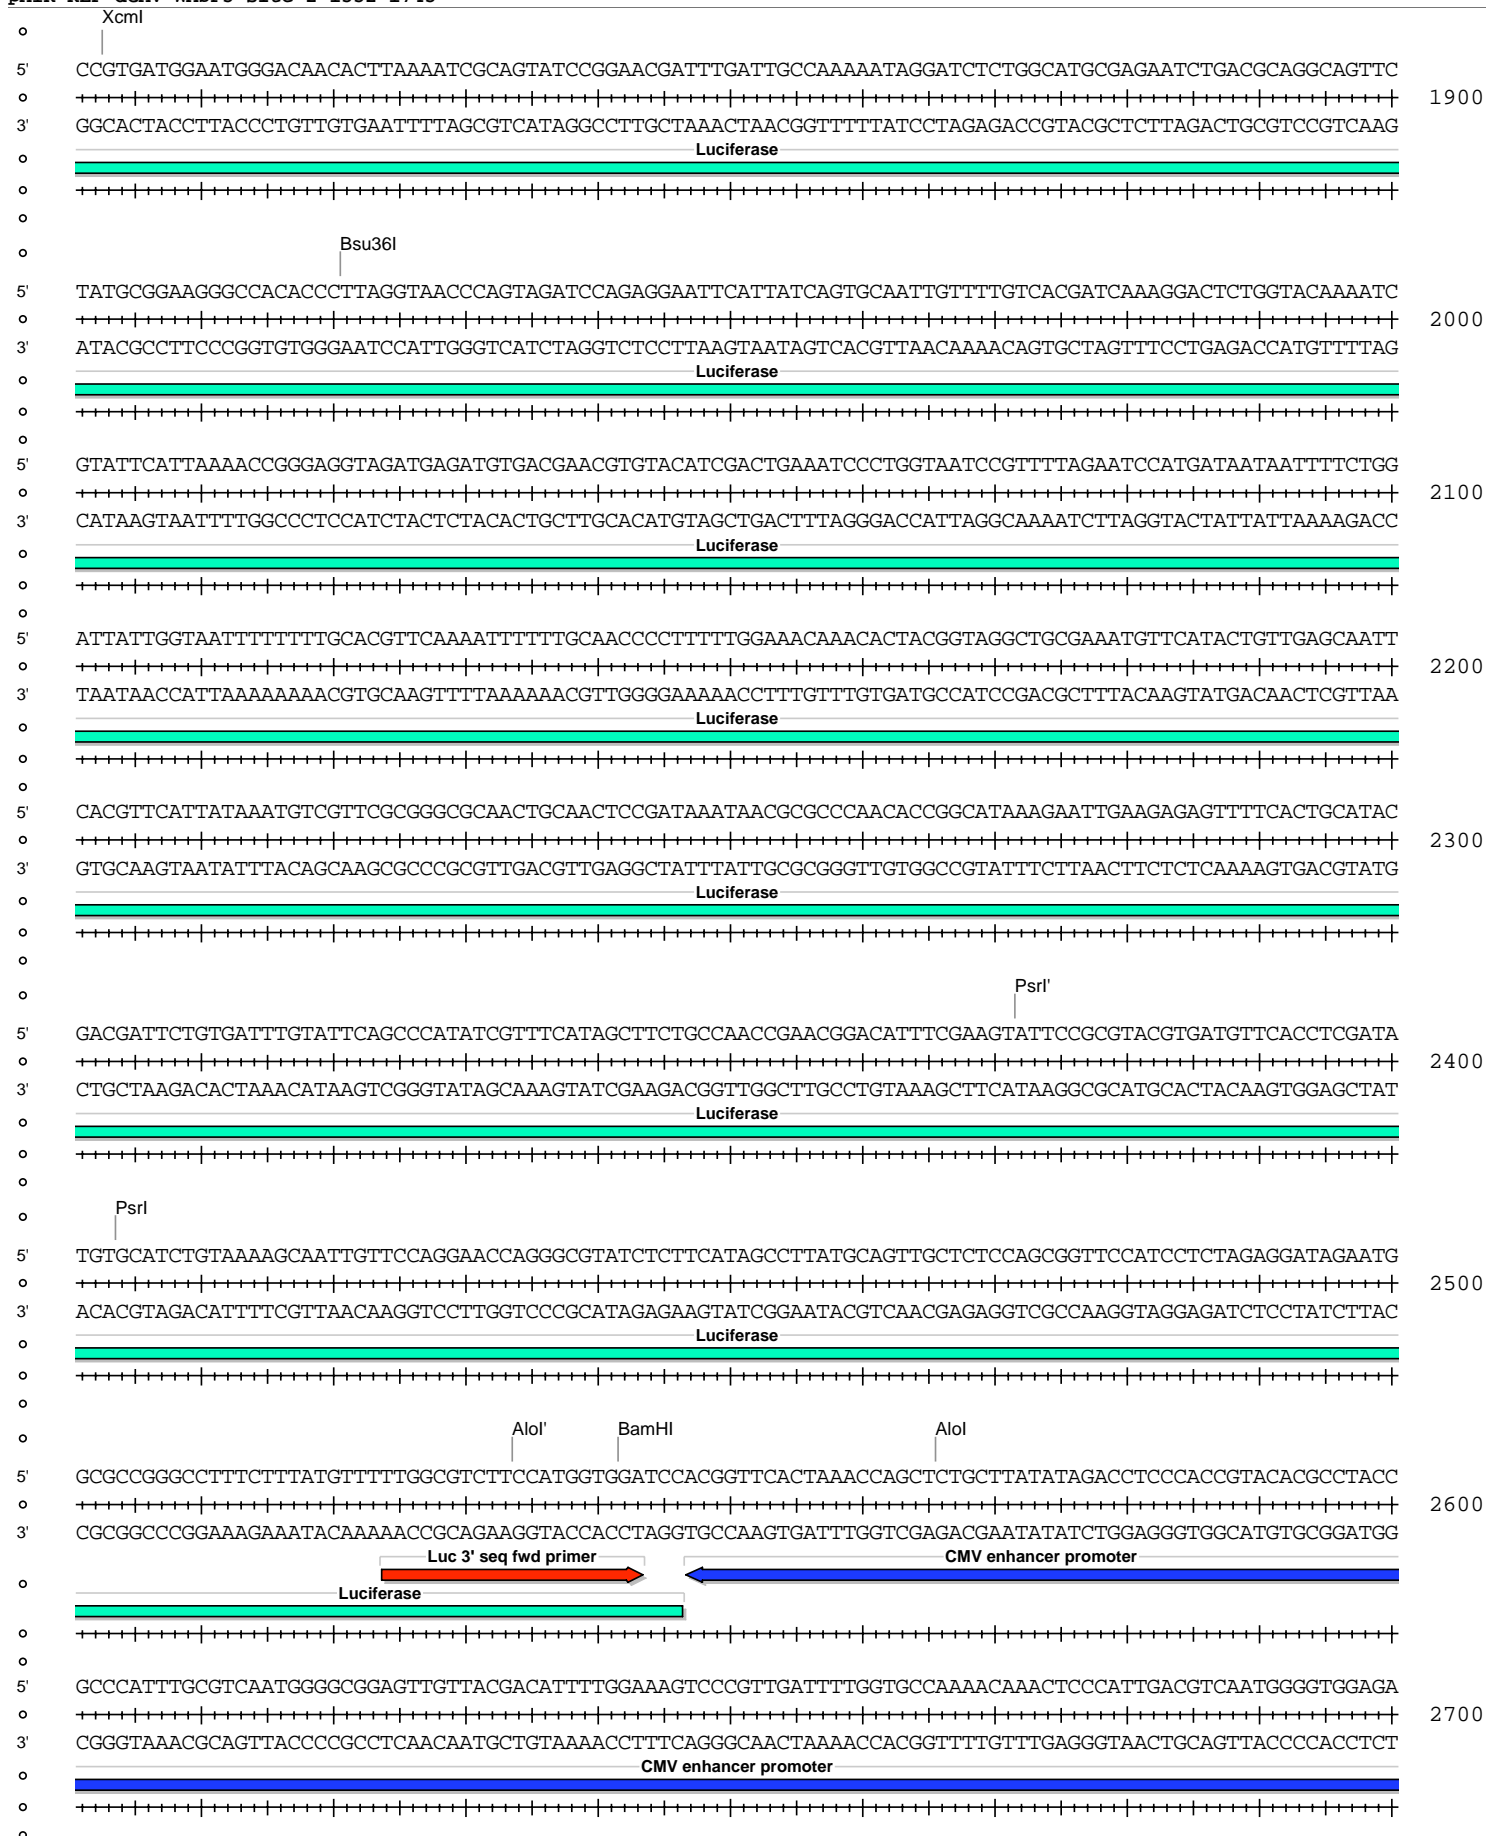 XcmI
5' CCGTGATGGAATGGGACAACACTTAAAATCGCAGTATCCGGAACGATTTGATTGCCAAAAATAGGATCTCTGGCATGCGAGAATCTGACGCAGGCAGTTC
1900
3' GGCACTACCTTACCCTGTTGTGAATTTTAGCGTCATAGGCCTTGCTAAACTAACGGTTTTTATCCTAGAGACCGTACGCTCTTAGACTGCGTCCGTCAAG
Luciferase
Bsu36I
5' TATGCGGAAGGGCCACACCCTTAGGTAACCCAGTAGATCCAGAGGAATTCATTATCAGTGCAATTGTTTTGTCACGATCAAAGGACTCTGGTACAAAATC
2000
3' ATACGCCTTCCCGGTGTGGGAATCCATTGGGTCATCTAGGTCTCCTTAAGTAATAGTCACGTTAACAAAACAGTGCTAGTTTCCTGAGACCATGTTTTAG
Luciferase
5' GTATTCATTAAAACCGGGAGGTAGATGAGATGTGACGAACGTGTACATCGACTGAAATCCCTGGTAATCCGTTTTAGAATCCATGATAATAATTTTCTGG
2100
3' CATAAGTAATTTTGGCCCTCCATCTACTCTACACTGCTTGCACATGTAGCTGACTTTAGGGACCATTAGGCAAAATCTTAGGTACTATTATTAAAAGACC
Luciferase
5' ATTATTGGTAATTTTTTTTGCACGTTCAAAATTTTTTGCAACCCCTTTTTGGAAACAAACACTACGGTAGGCTGCGAAATGTTCATACTGTTGAGCAATT
2200
3' TAATAACCATTAAAAAAAACGTGCAAGTTTTAAAAAACGTTGGGGAAAAACCTTTGTTTGTGATGCCATCCGACGCTTTACAAGTATGACAACTCGTTAA
Luciferase
5' CACGTTCATTATAAATGTCGTTCGCGGGCGCAACTGCAACTCCGATAAATAACGCGCCCAACACCGGCATAAAGAATTGAAGAGAGTTTTCACTGCATAC
2300
3' GTGCAAGTAATATTTACAGCAAGCGCCCGCGTTGACGTTGAGGCTATTTATTGCGCGGGTTGTGGCCGTATTTCTTAACTTCTCTCAAAAGTGACGTATG
Luciferase
PsrI'
5' GACGATTCTGTGATTTGTATTCAGCCCATATCGTTTCATAGCTTCTGCCAACCGAACGGACATTTCGAAGTATTCCGCGTACGTGATGTTCACCTCGATA
2400
3' CTGCTAAGACACTAAACATAAGTCGGGTATAGCAAAGTATCGAAGACGGTTGGCTTGCCTGTAAAGCTTCATAAGGCGCATGCACTACAAGTGGAGCTAT
Luciferase
PsrI
5' TGTGCATCTGTAAAAGCAATTGTTCCAGGAACCAGGGCGTATCTCTTCATAGCCTTATGCAGTTGCTCTCCAGCGGTTCCATCCTCTAGAGGATAGAATG
2500
3' ACACGTAGACATTTTCGTTAACAAGGTCCTTGGTCCCGCATAGAGAAGTATCGGAATACGTCAACGAGAGGTCGCCAAGGTAGGAGATCTCCTATCTTAC
Luciferase
AloI' BamHI AloI
5' GCGCCGGGCCTTTCTTTATGTTTTTGGCGTCTTCCATGGTGGATCCACGGTTCACTAAACCAGCTCTGCTTATATAGACCTCCCACCGTACACGCCTACC
2600
3' CGCGGCCCGGAAAGAAATACAAAAACCGCAGAAGGTACCACCTAGGTGCCAAGTGATTTGGTCGAGACGAATATATCTGGAGGGTGGCATGTGCGGATGG
Luc 3' seq fwd primer CMV enhancer promoter
Luciferase
5' GCCCATTTGCGTCAATGGGGCGGAGTTGTTACGACATTTTGGAAAGTCCCGTTGATTTTGGTGCCAAAACAAACTCCCATTGACGTCAATGGGGTGGAGA
2700
3' CGGGTAAACGCAGTTACCCCGCCTCAACAATGCTGTAAAACCTTTCAGGGCAACTAAAACCACGGTTTTGTTTGAGGGTAACTGCAGTTACCCCACCTCT
CMV enhancer promoter